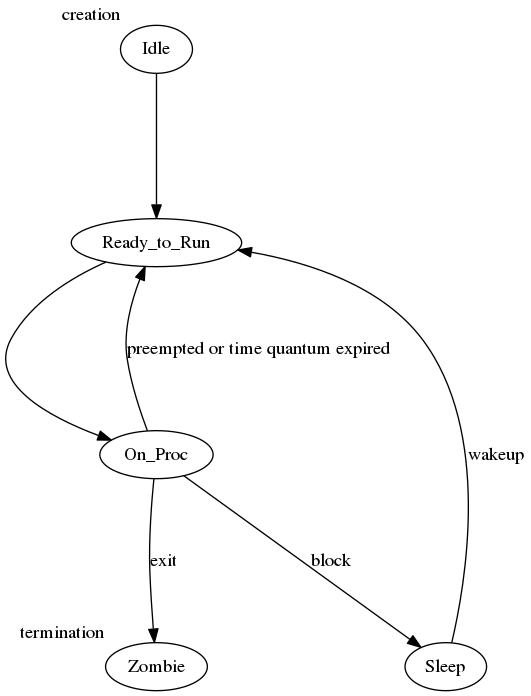 creation
Idle
Ready_to_Run
preempted or time quantum expired
On_Proc
wakeup
exit
block
termination
Zombie
Sleep